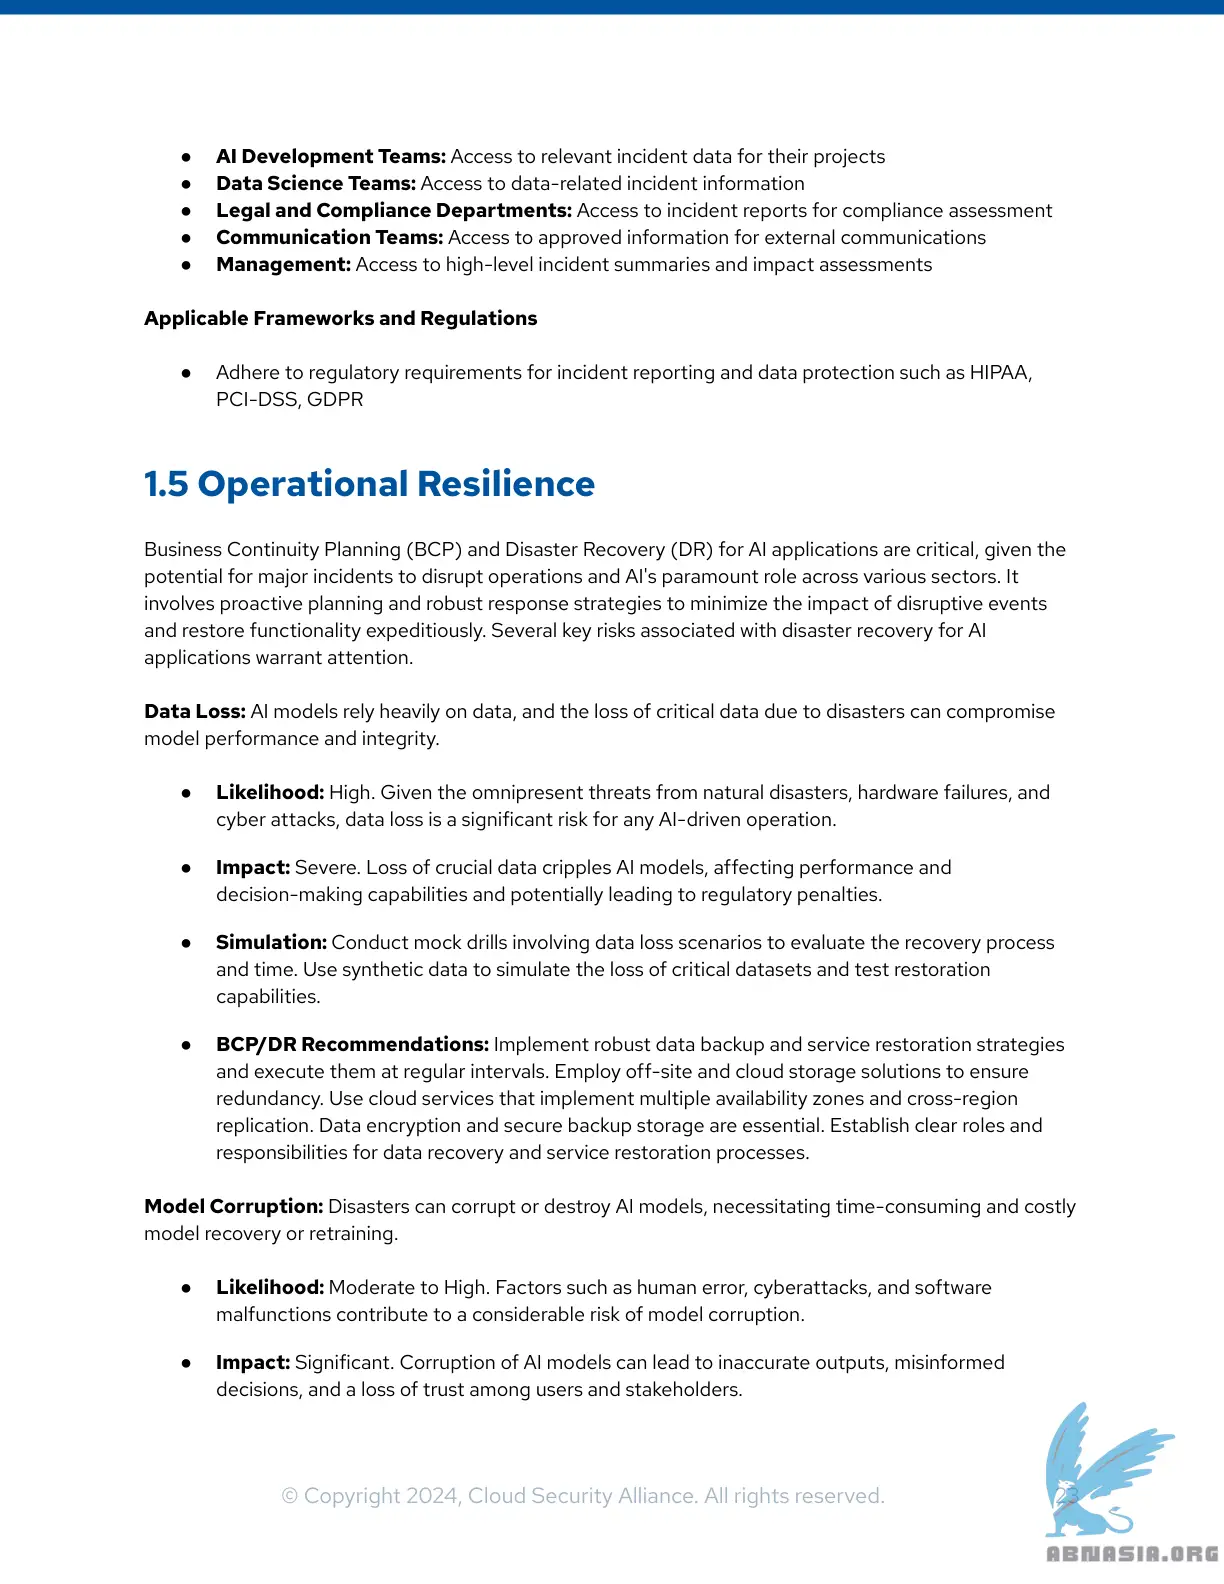 ● AI Development Teams: Access to relevant incident data for their projects
● Data Science Teams: Access to data-related incident information
● Legal and Compliance Departments: Access to incident reports for compliance assessment
● Communication Teams: Access to approved information for external communications
● Management: Access to high-level incident summaries and impact assessments
Applicable Frameworks and Regulations
● Adhere to regulatory requirements for incident reporting and data protection such as HIPAA,
PCI-DSS, GDPR
1.5 Operational Resilience
Business Continuity Planning (BCP) and Disaster Recovery (DR) for AI applications are critical, given the
potential for major incidents to disrupt operations and AI's paramount role across various sectors. It
involves proactive planning and robust response strategies to minimize the impact of disruptive events
and restore functionality expeditiously. Several key risks associated with disaster recovery for AI
applications warrant attention.
Data Loss: AI models rely heavily on data, and the loss of critical data due to disasters can compromise
model performance and integrity.
● Likelihood: High. Given the omnipresent threats from natural disasters, hardware failures, and
cyber attacks, data loss is a significant risk for any AI-driven operation.
● Impact: Severe. Loss of crucial data cripples AI models, affecting performance and
decision-making capabilities and potentially leading to regulatory penalties.
● Simulation: Conduct mock drills involving data loss scenarios to evaluate the recovery process
and time. Use synthetic data to simulate the loss of critical datasets and test restoration
capabilities.
● BCP/DR Recommendations: Implement robust data backup and service restoration strategies
and execute them at regular intervals. Employ off-site and cloud storage solutions to ensure
redundancy. Use cloud services that implement multiple availability zones and cross-region
replication. Data encryption and secure backup storage are essential. Establish clear roles and
responsibilities for data recovery and service restoration processes.
Model Corruption: Disasters can corrupt or destroy AI models, necessitating time-consuming and costly
model recovery or retraining.
● Likelihood: Moderate to High. Factors such as human error, cyberattacks, and software
malfunctions contribute to a considerable risk of model corruption.
● Impact: Significant. Corruption of AI models can lead to inaccurate outputs, misinformed
decisions, and a loss of trust among users and stakeholders.
© Copyright 2024, Cloud Security Alliance. All rights reserved. 23
ABNASIA.ORG